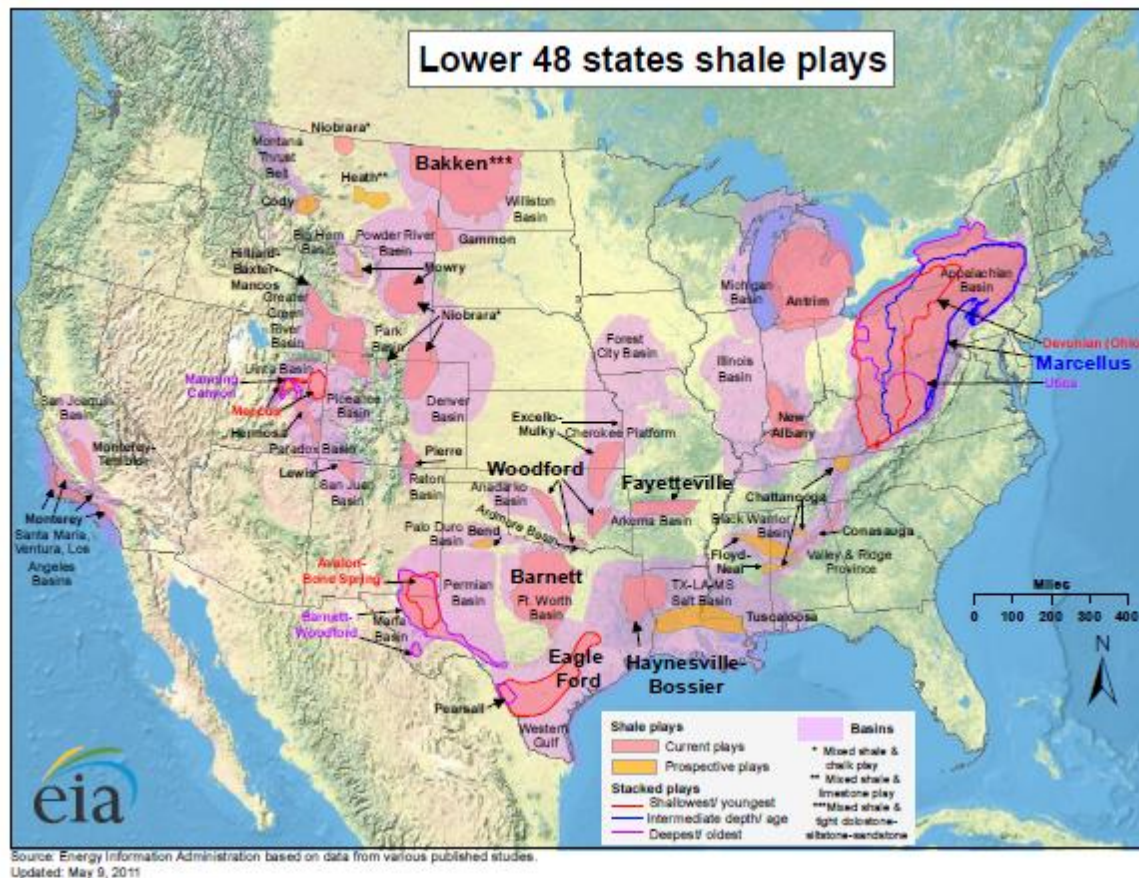 Lower 48 states shale plays
Niobrara*
Montana
Thrust
Belt
Bakken***
Heath**
Cody
Williston
Basin
Big Horn
Basin
Powder River
Basin
Gammon
Hilliard-
Baxter-
Mancos
Mowry
Greater
Green
River
Basin
Park
Basin
Niobrara*
Michigan
Basin
Antrim
Appalachian
Basin
Devonian (Ohio)
Marcellus
Utica
Forest
City Basin
Illinois
Basin
Uinta Basin
Manning
Canyon
Mancos
Piceance
Basin
Denver
Basin
Hermosa
Paradox Basin
San Joaquin
Basin
Monterey-
Temblor
Excello-
Mulky
Cherokee Platform
New
Albany
Lewis
San Juan
Basin
Pierre
Raton
Basin
Woodford
Anadarko
Basin
Fayetteville
Arkoma Basin
Chattanooga
Monterey
Santa Maria,
Ventura, Los
Angeles Basins
Palo Duro
Basin
Bend
Ardmore Basin
Black Warrior
Basin
Conasauga
Floyd-
Neal
Valley & Ridge
Province
Avalon-
Bone Spring
Permian
Basin
Barnett
Ft. Worth
Basin
TX-LA-MS
Salt Basin
Tuscaloosa
Barnett-
Woodford
Marfa
Basin
Eagle
Ford
Haynesville-
Bossier
Pearsall
Western
Gulf
Miles
0 100 200 300 400
N
Shale plays
Current plays
Prospective plays
Stacked plays
Shallowest/ youngest
Intermediate depth/ age
Deepest/ oldest
Basins
* Mixed shale &
chalk play
** Mixed shale &
limestone play
***Mixed shale &
tight dolostone-
siltstone-sandstone
eia
Source: Energy Information Administration based on data from various published studies.
Updated: May 9, 2011